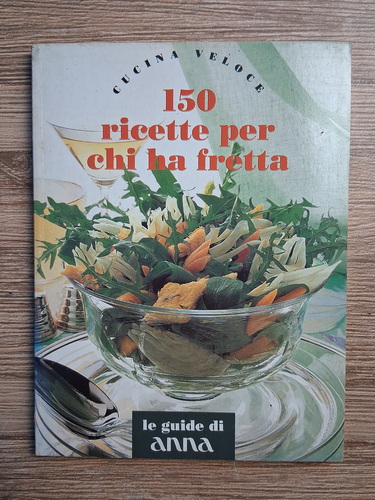 CUCINA VELOCE
150
ricette per
chi ha fretta
le guide di
anna